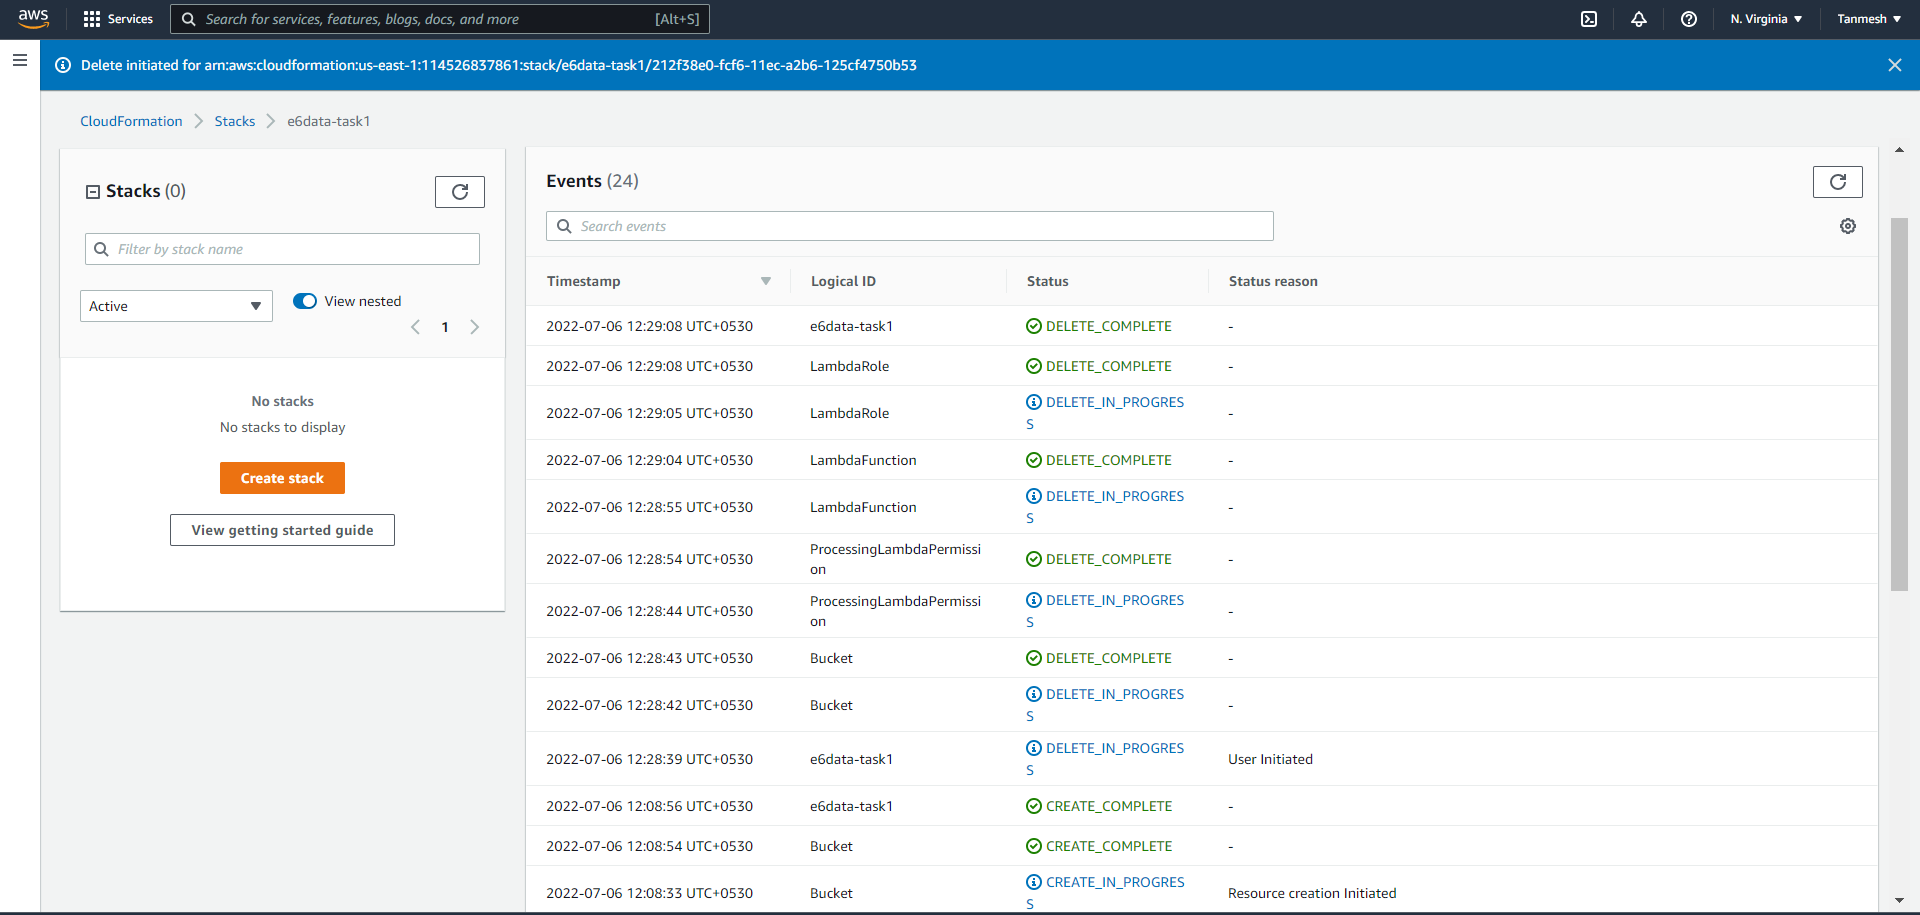 aws Services Search for services, features, blogs, docs, and more [Alt+S] N. Virginia Tanmesh
Delete initiated for arn:aws:cloudformation:us-east-1:114526837861:stack/e6data-task1/212f38e0-fcf6-11ec-a2b6-125cf4750b53
CloudFormation Stacks e6data-task1
Stacks (0)
Filter by stack name
Active View nested
1
No stacks
No stacks to display
Create stack
View getting started guide
Events (24)
Search events
Timestamp Logical ID Status Status reason
2022-07-06 12:29:08 UTC+0530 e6data-task1 DELETE_COMPLETE -
2022-07-06 12:29:08 UTC+0530 LambdaRole DELETE_COMPLETE -
2022-07-06 12:29:05 UTC+0530 LambdaRole DELETE_IN_PROGRES -
S
2022-07-06 12:29:04 UTC+0530 LambdaFunction DELETE_COMPLETE -
2022-07-06 12:28:55 UTC+0530 LambdaFunction DELETE_IN_PROGRES -
S
2022-07-06 12:28:54 UTC+0530 ProcessingLambdaPermissi DELETE_COMPLETE -
on
2022-07-06 12:28:44 UTC+0530 ProcessingLambdaPermissi DELETE_IN_PROGRES -
on S
2022-07-06 12:28:43 UTC+0530 Bucket DELETE_COMPLETE -
2022-07-06 12:28:42 UTC+0530 Bucket DELETE_IN_PROGRES -
S
2022-07-06 12:28:39 UTC+0530 e6data-task1 DELETE_IN_PROGRES User Initiated
S
2022-07-06 12:08:56 UTC+0530 e6data-task1 CREATE_COMPLETE -
2022-07-06 12:08:54 UTC+0530 Bucket CREATE_COMPLETE -
2022-07-06 12:08:33 UTC+0530 Bucket CREATE_IN_PROGRES Resource creation Initiated
S